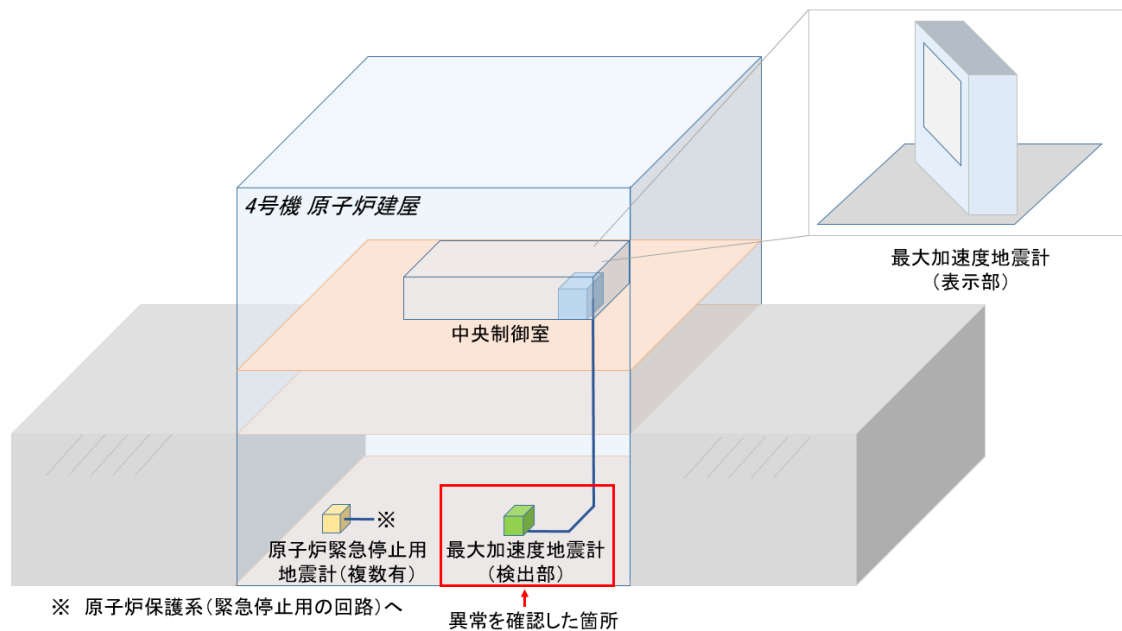 4号機 原子炉建屋
最大加速度地震計
(表示部)
中央制御室
※
原子炉緊急停止用
地震計(複数有)
最大加速度地震計
(検出部)
※ 原子炉保護系(緊急停止用の回路)へ
異常を確認した箇所